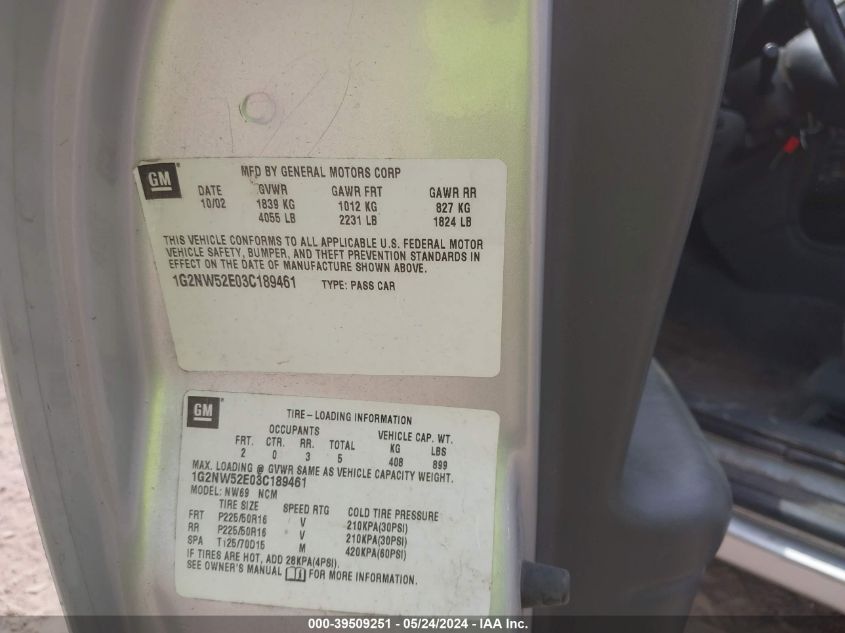 GM
MFD BY GENERAL MOTORS CORP
DATE GVWR GAWR FRT GAWR RR
10/02 1839 KG 1012 KG 827 KG
4055 LB 2231 LB 1824 LB
THIS VEHICLE CONFORMS TO ALL APPLICABLE U.S. FEDERAL MOTOR
VEHICLE SAFETY, BUMPER, AND THEFT PREVENTION STANDARDS IN
EFFECT ON THE DATE OF MANUFACTURE SHOWN ABOVE.
1G2NW52E03C189461 TYPE: PASS CAR
GM
TIRE-LOADING INFORMATION
OCCUPANTS VEHICLE CAP. WT.
FRT. CTR. RR. TOTAL KG LBS
2 0 3 5 408 899
MAX. LOADING @ GVWR SAME AS VEHICLE CAPACITY WEIGHT.
1G2NW52E03C189461
MODEL: NW69 NCM
TIRE SIZE SPEED RTG COLD TIRE PRESSURE
FRT P225/50R16 V 210KPA(30PSI)
RR P225/50R16 V 210KPA(30PSI)
SPA T125/70D15 M 420KPA(60PSI)
IF TIRES ARE HOT, ADD 28KPA(4PSI).
SEE OWNER'S MANUAL FOR MORE INFORMATION.
000-39509251 - 05/24/2024 - IAA Inc.